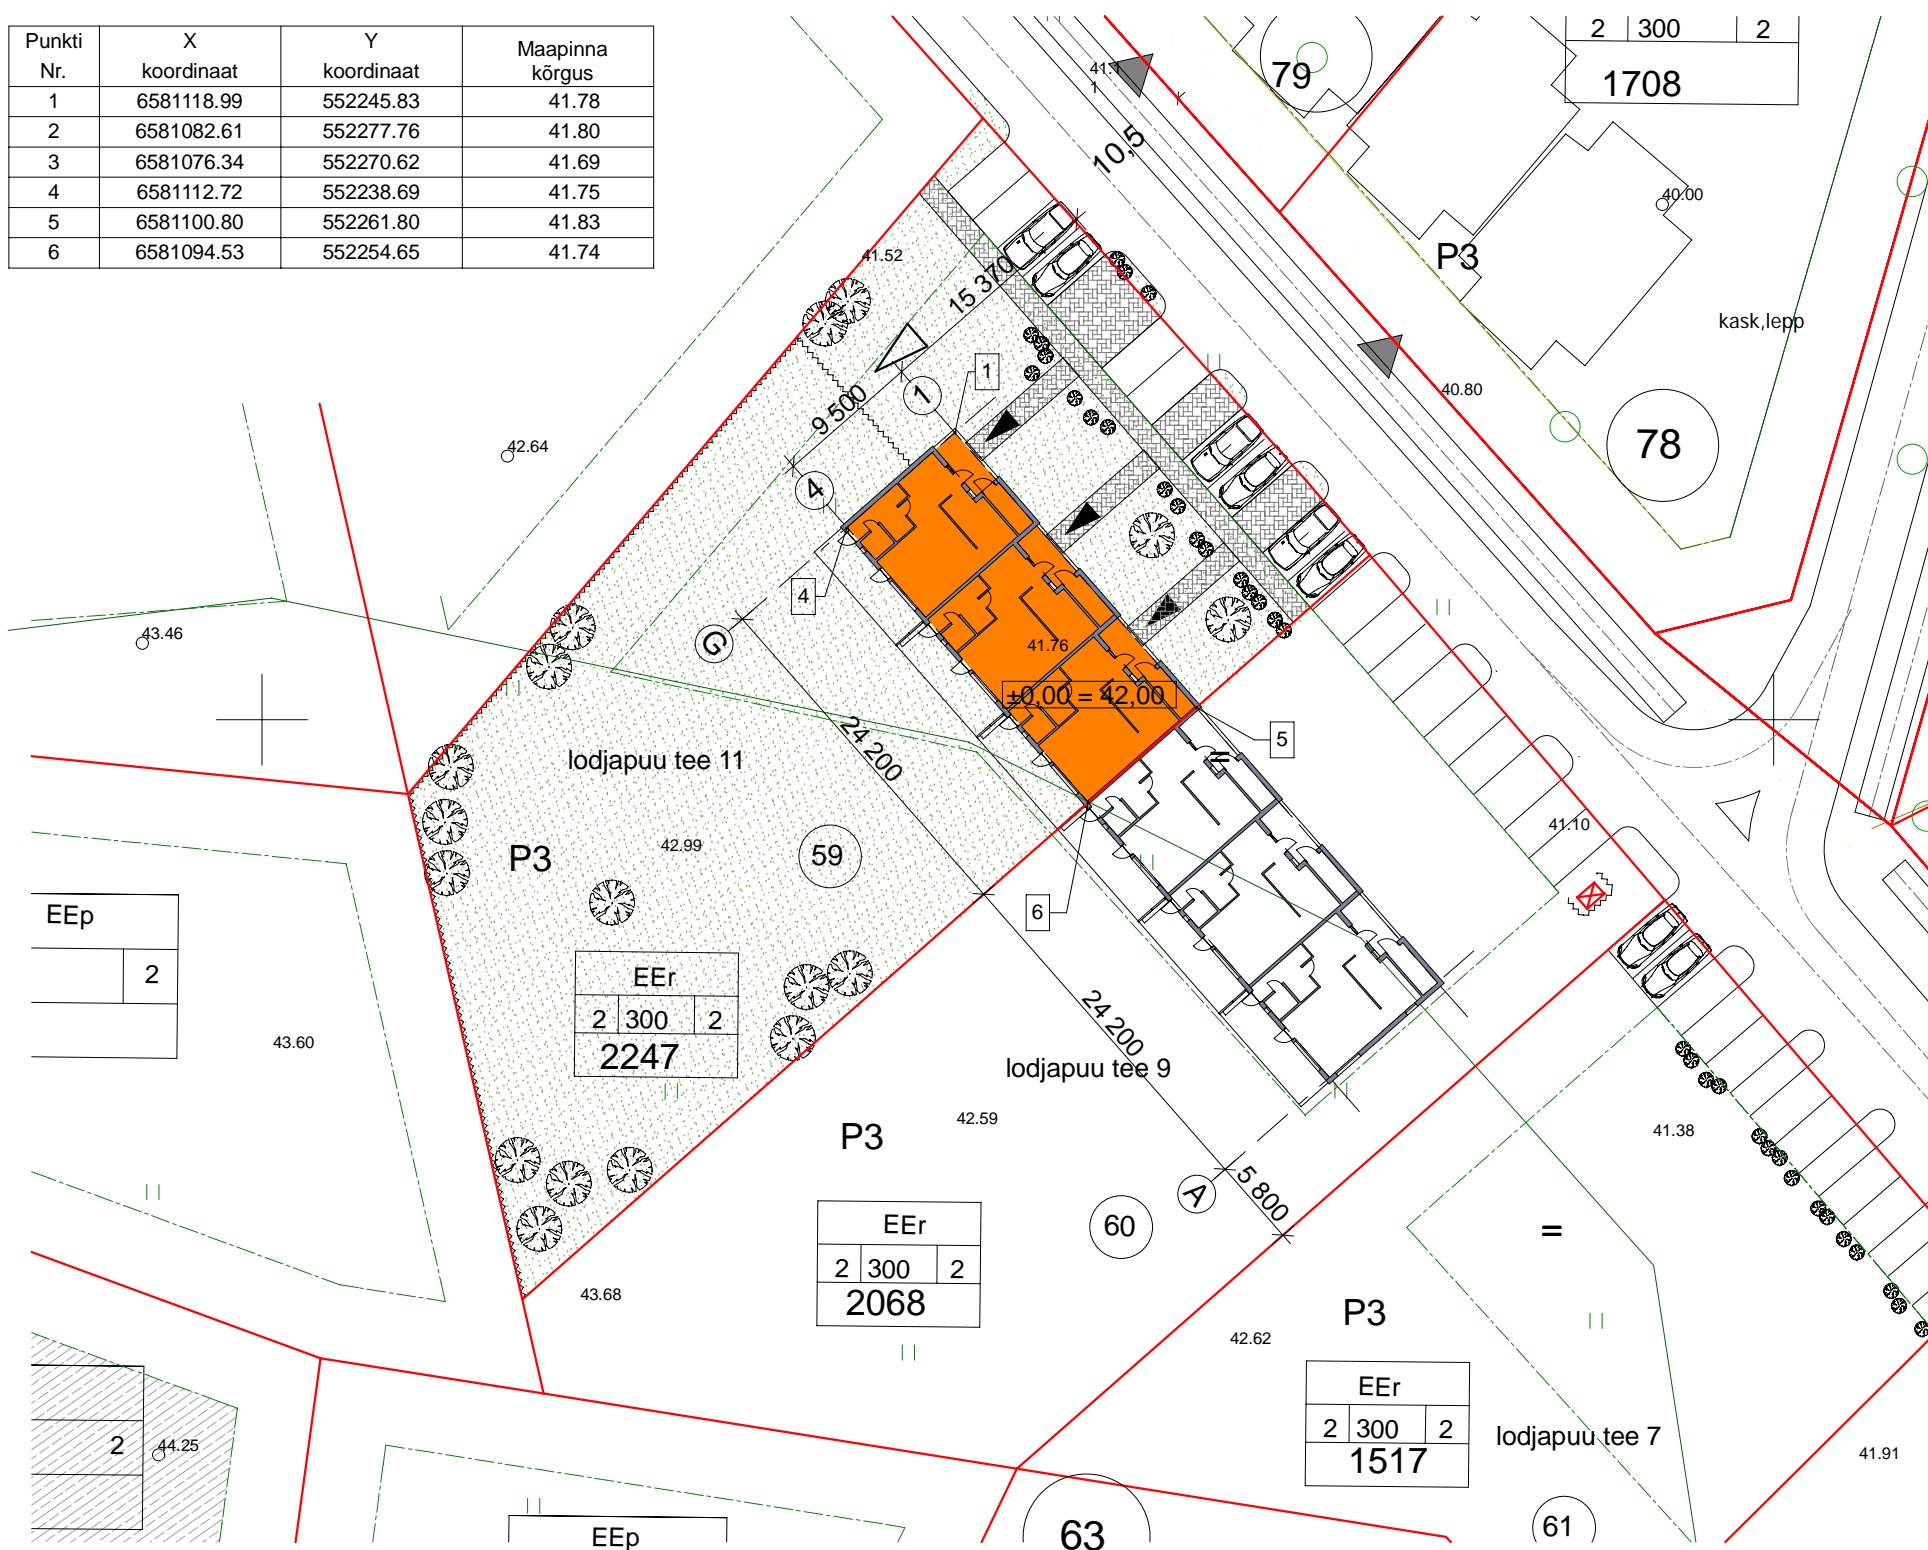 Punkti Nr. X koordinaat Y koordinaat Maapinna kõrgus
1 6581118.99 552245.83 41.78
2 6581082.61 552277.76 41.80
3 6581076.34 552270.62 41.69
4 6581112.72 552238.69 41.75
5 6581100.80 552261.80 41.83
6 6581094.53 552254.65 41.74
2 300 2
1708
79
41.1
1
10,5
40.00
P3
kask,lepp
40.80
78
41.52
15 370
9 500
1
1
4
4
42.64
43.46
G
41.76
±0,00 = 42,00
5
24 200
lodjapuu tee 11
=
P3
42.99
59
41.10
6
EEp
2
EEr
2 300 2
2247
43.60
24 200
lodjapuu tee 9
42.59
P3
41.38
A
5 800
60
EEr
2 300 2
2068
=
43.68
P3
42.62
EEr
2 300 2
1517
lodjapuu tee 7
2
44.25
41.91
EEp
63
61